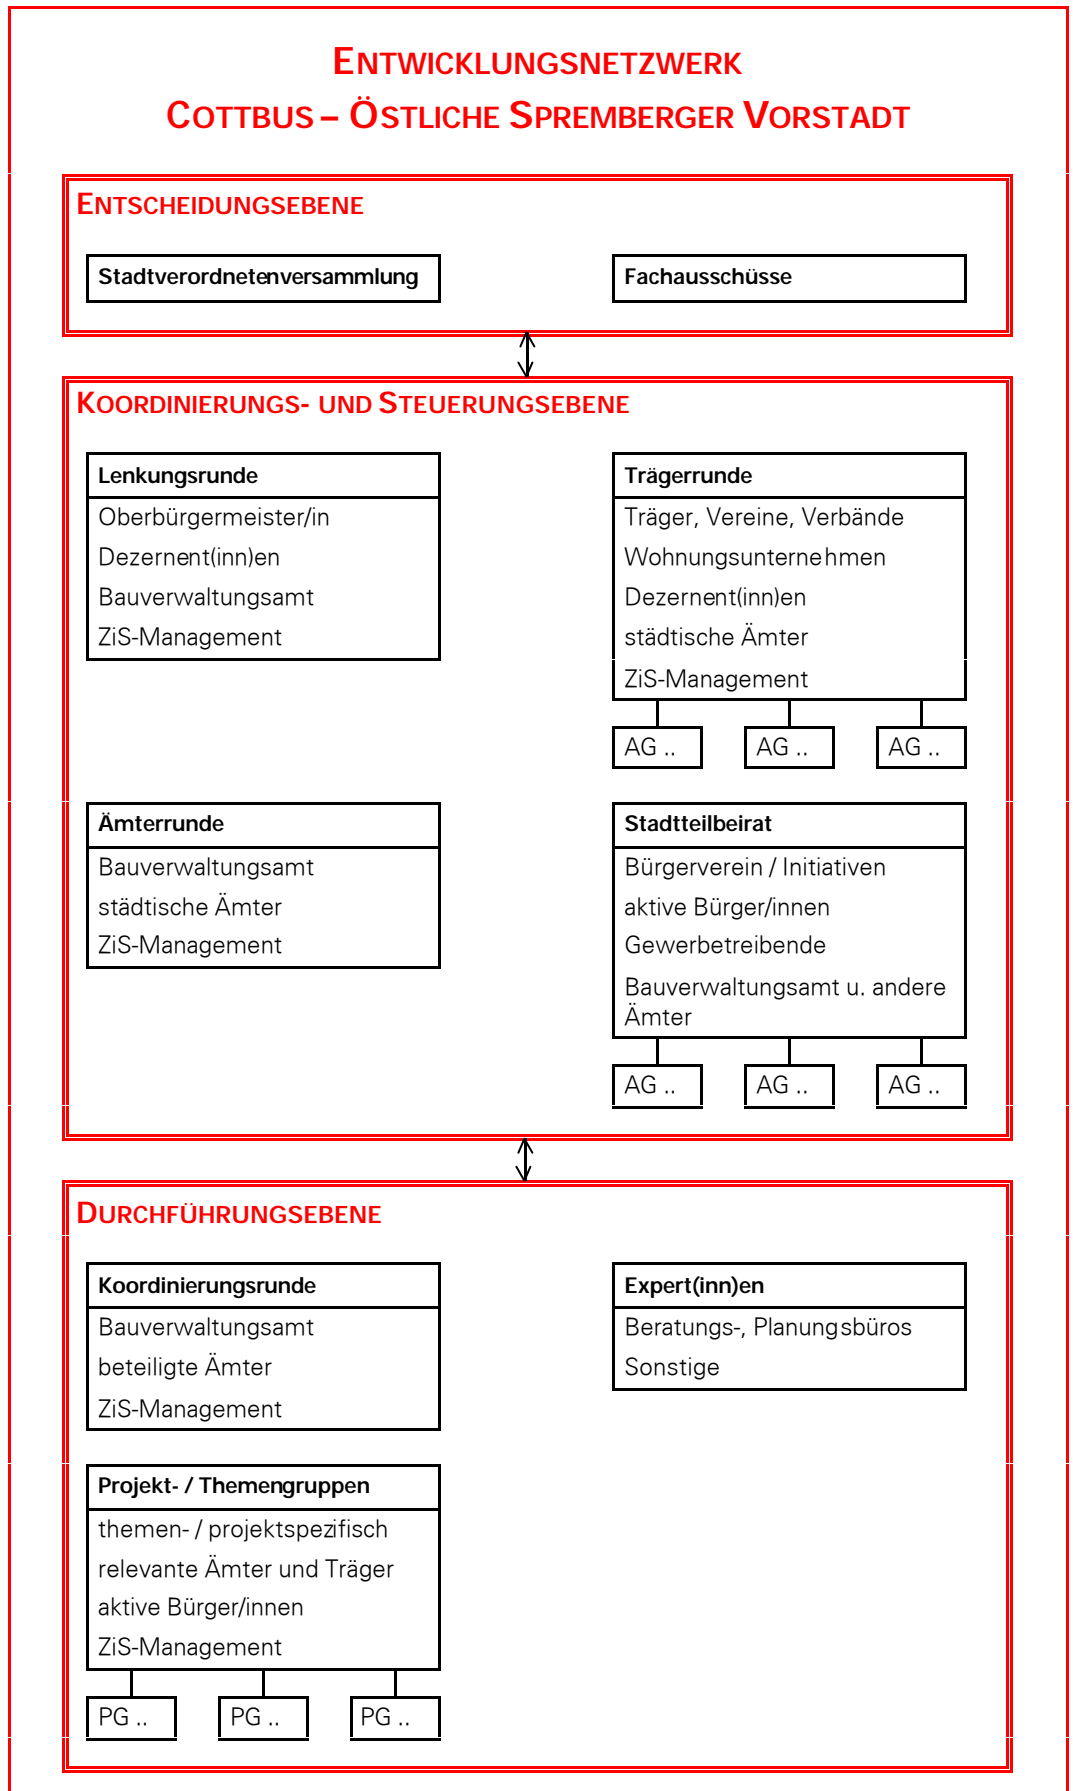 ENTWICKLUNGSNETZWERK
COTTBUS – ÖSTLICHE SPREMBERGER VORSTADT
ENTSCHEIDUNGSEBENE
Stadtverordnetenversammlung
Fachausschüsse
KOORDINIERUNGS- UND STEUERUNGSEBENE
Lenkungsrunde
Oberbürgermeister/in
Dezernent(inn)en
Bauverwaltungsamt
ZiS-Management
Trägerrunde
Träger, Vereine, Verbände
Wohnungsunternehmen
Dezernent(inn)en
städtische Ämter
ZiS-Management
AG ..
AG ..
AG ..
Ämterrunde
Bauverwaltungsamt
städtische Ämter
ZiS-Management
Stadtteilbeirat
Bürgerverein / Initiativen
aktive Bürger/innen
Gewerbetreibende
Bauverwaltungsamt u. andere
Ämter
AG ..
AG ..
AG ..
DURCHFÜHRUNGSEBENE
Koordinierungsrunde
Bauverwaltungsamt
beteiligte Ämter
ZiS-Management
Expert(inn)en
Beratungs-, Planungsbüros
Sonstige
Projekt- / Themengruppen
themen- / projektspezifisch
relevante Ämter und Träger
aktive Bürger/innen
ZiS-Management
PG ..
PG ..
PG ..